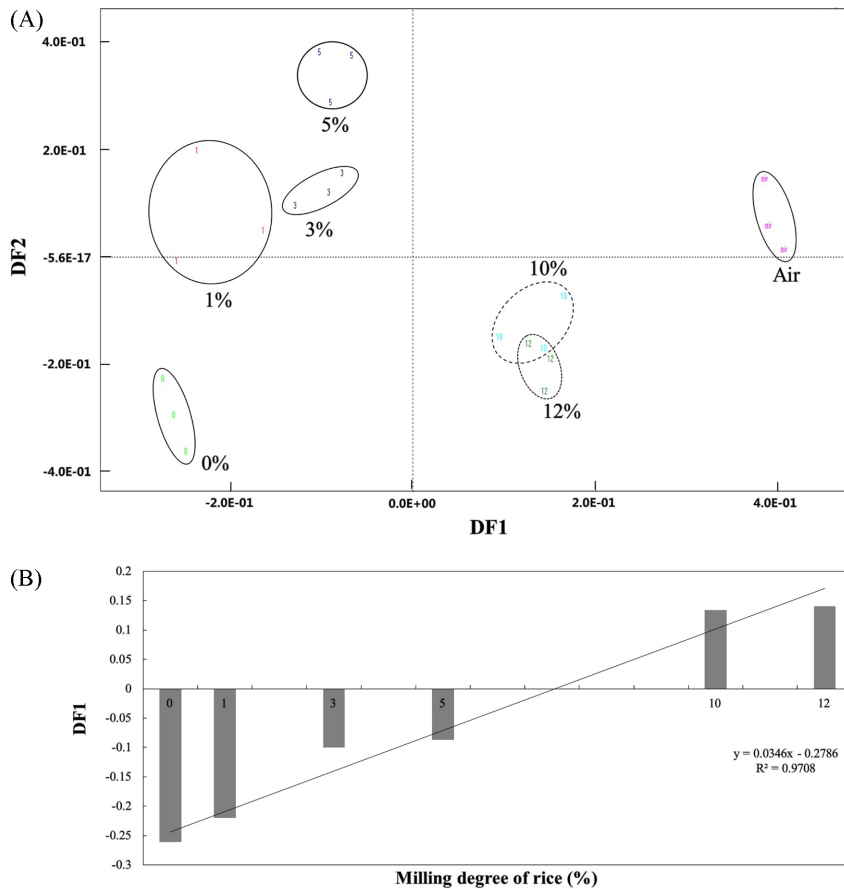 (A)
4.0E-01
5 5
5
5%
2.0E-01
1
3
3
3
3%
1
1
1%
air
air
air
Air
DF2
-5.6E-17
10%
10
10
12 10
12
12
12%
-2.0E-01
0
0
0
0%
-4.0E-01
-2.0E-01 0.0E+00 2.0E-01 4.0E-01
DF1
(B)
0.2
0.15
0.1
0.05
0
-0.05
-0.1
-0.15
-0.2
-0.25
-0.3
DF1
0 1 3 5 10 12
y = 0.0346x - 0.2786
R² = 0.9708
Milling degree of rice (%)